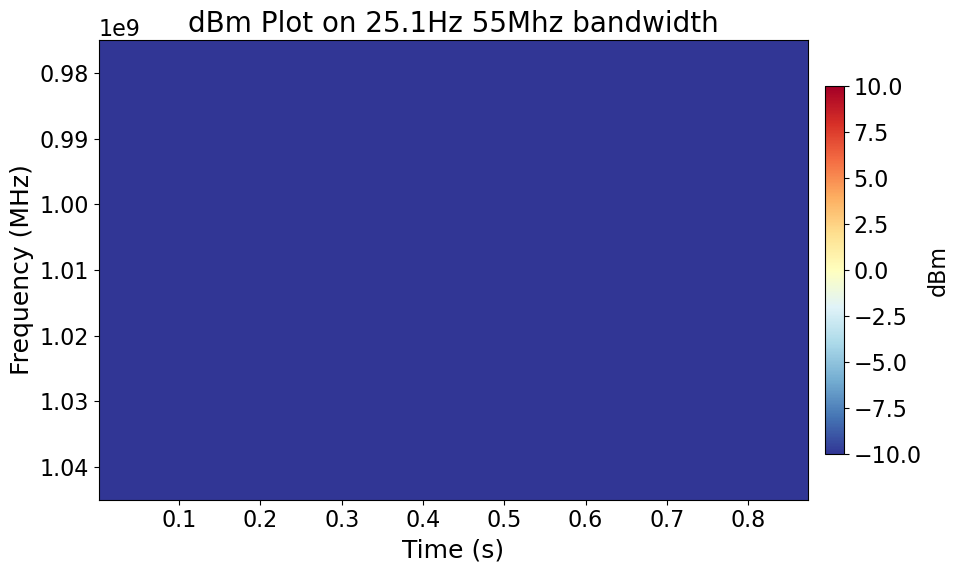 dBm Plot on 25.1Hz 55Mhz bandwidth
1e9
0.98
0.99
1.00
1.01
1.02
1.03
1.04
Frequency (MHz)
0.1 0.2 0.3 0.4 0.5 0.6 0.7 0.8
Time (s)
10.0
7.5
5.0
2.5
0.0
−2.5
−5.0
−7.5
−10.0
dBm